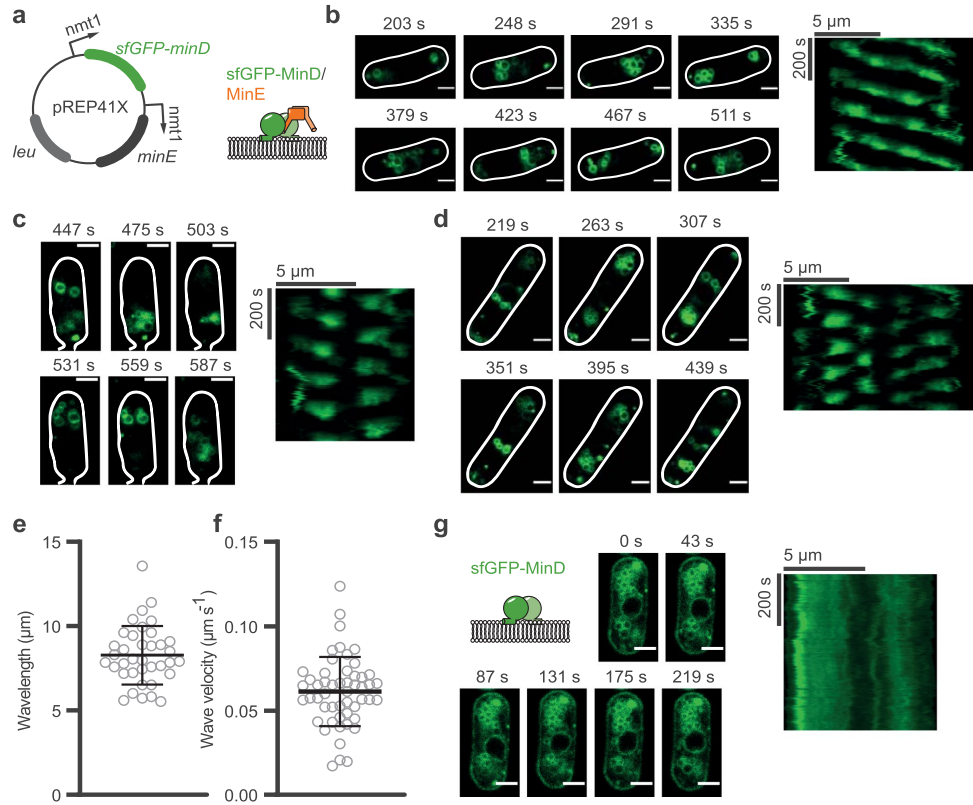 a
nmt1
sfGFP-minD
pREP41X
nmt1
leu
minE
sfGFP-MinD/
MinE
b
203 s
248 s
291 s
335 s
379 s
423 s
467 s
511 s
5 µm
200 s
c
447 s
475 s
503 s
531 s
559 s
587 s
5 µm
200 s
d
219 s
263 s
307 s
351 s
395 s
439 s
5 µm
200 s
e
Wavelength (µm)
15
10
5
0
f
Wave velocity (µm s⁻¹)
0.15
0.10
0.05
0.00
g
sfGFP-MinD
0 s
43 s
87 s
131 s
175 s
219 s
5 µm
200 s